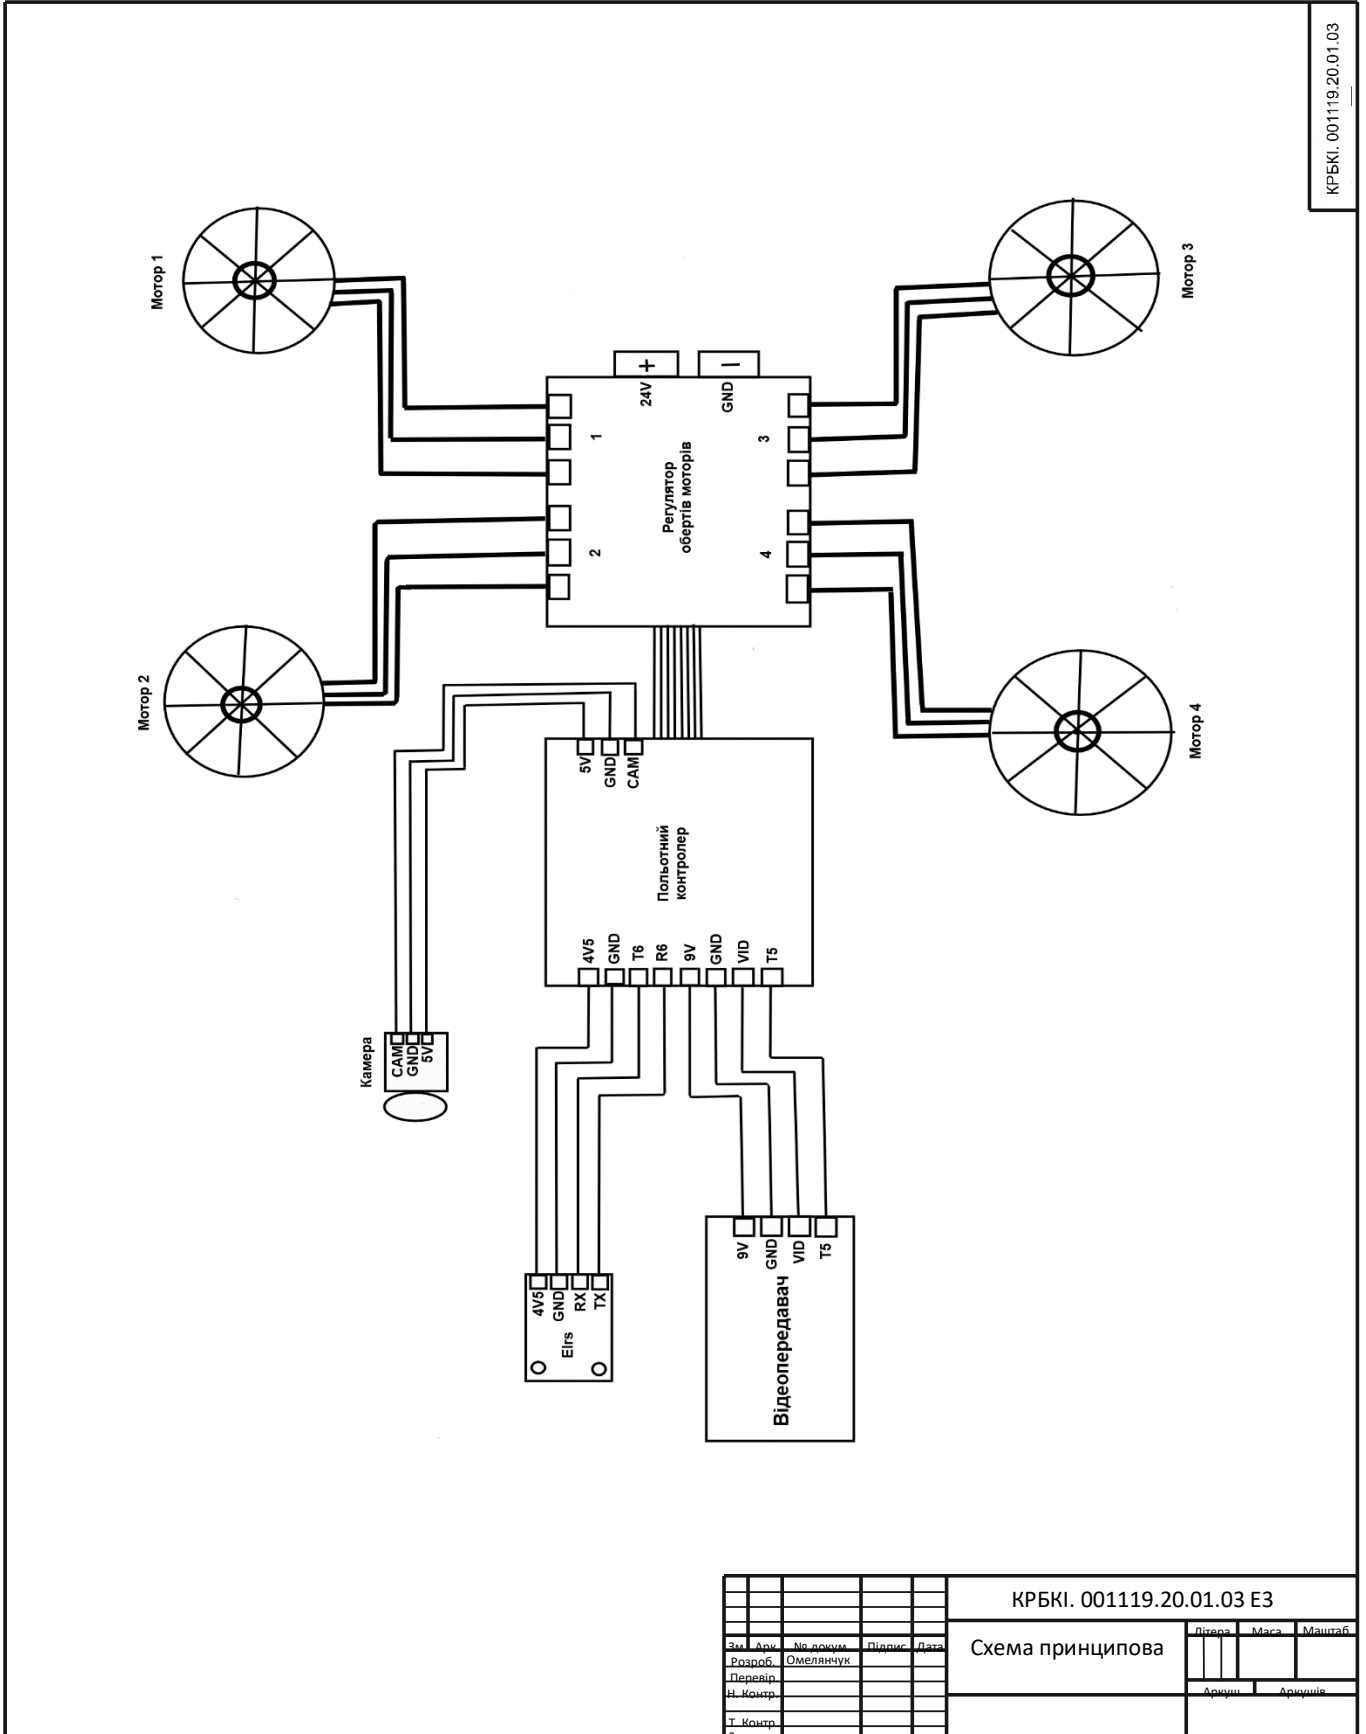 КРБКІ. 001119.20.01.03
Мотор 1
Мотор 3
+
24V
–
GND
1
3
Регулятор
обертів моторів
2
4
Мотор 2
Мотор 4
5V
GND
CAM
Польотний
контролер
4V5
GND
T6
R6
9V
GND
VID
T5
Камера
CAM
GND
5V
9V
GND
VID
T5
Відеопередавач
4V5
GND
RX
TX
Elrs
КРБКІ. 001119.20.01.03 ЕЗ
Схема принципова
Літера Маса Маштаб
Зм Арк № докум Підпис Дата
Розроб. Омелянчук
Перевір.
Н. Контр.
Аркуш Аркушів
Т. Контр